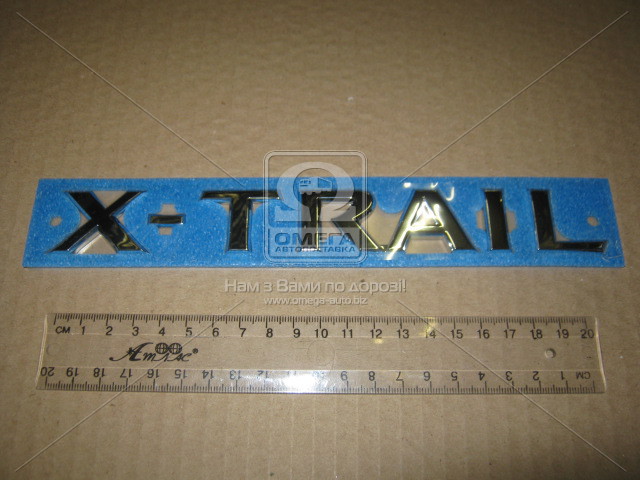 X-TRAIL
ОМЕГА
АВТОПОСТАВКА
Нам з Вами по дорозі!
www.omega-auto.biz
СМ 1 2 3 4 5 6 7 8 9 10 11 12 13 14 15 16 17 18 19 20
Атлас
20 19 18 17 16 15 14 13 12 11 10 9 8 7 6 5 4 3 2 1 СМ